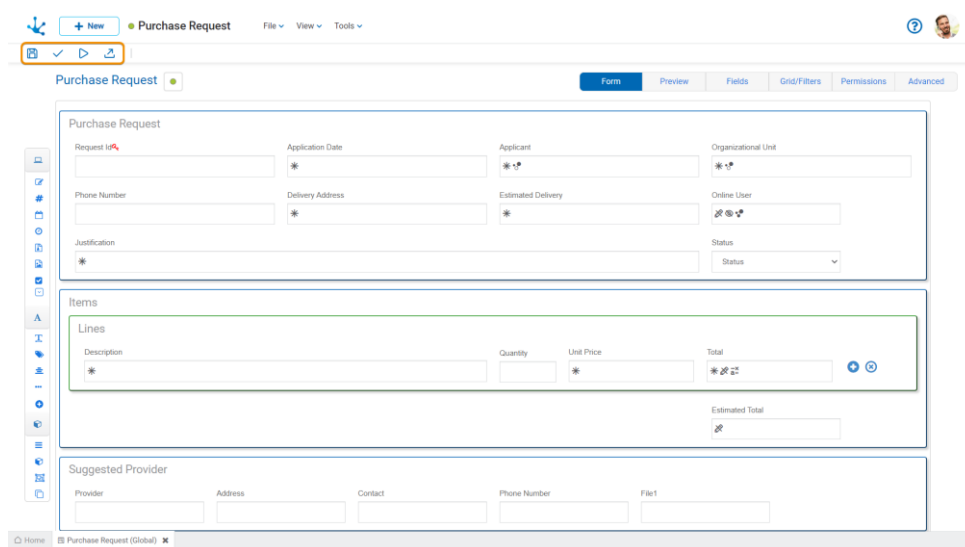 + New Purchase Request File View Tools
Purchase Request
Form Preview Fields Grid/Filters Permissions Advanced
Purchase Request
Request Id Application Date Applicant Organizational Unit
Phone Number Delivery Address Estimated Delivery Online User
Justification Status
Status
Items
Lines
Description Quantity Unit Price Total
Estimated Total
Suggested Provider
Provider Address Contact Phone Number File1
Home Purchase Request (Global)